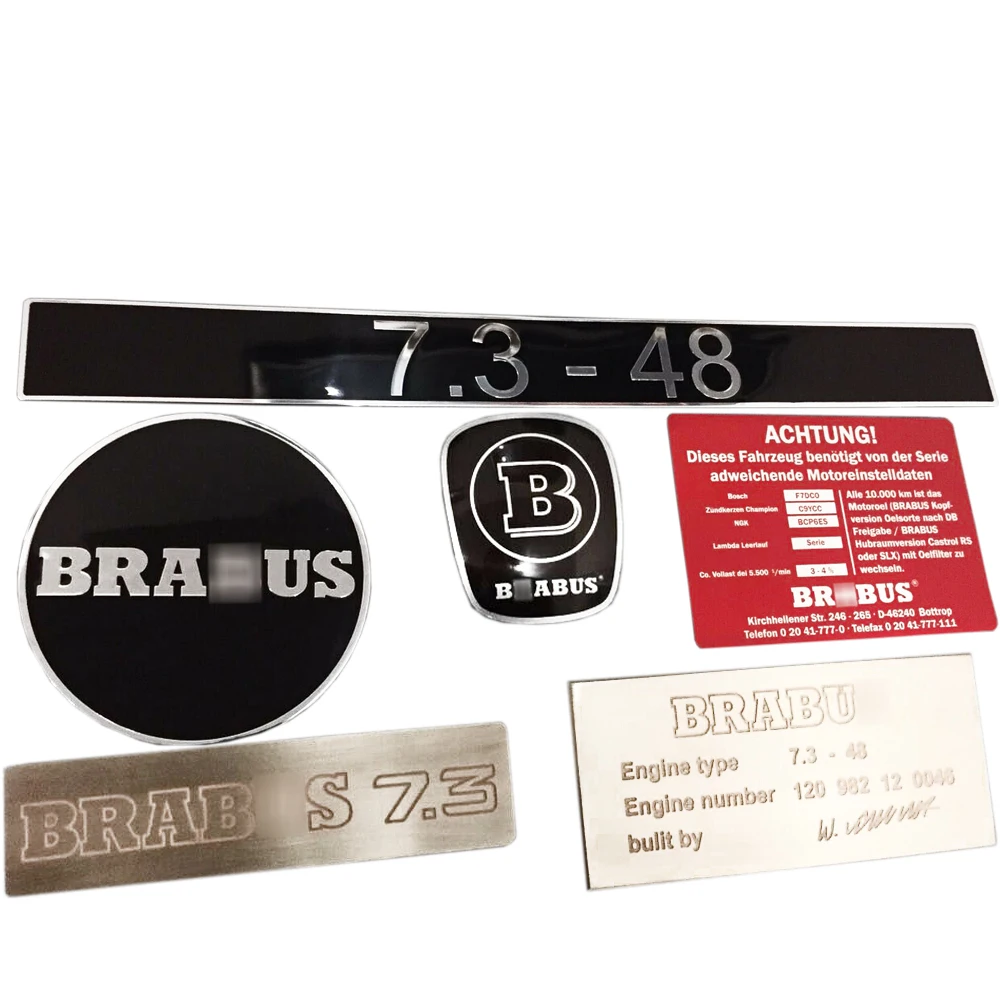 7.3 - 48
BRA US
B
B ABUS®
ACHTUNG!
Dieses Fahrzeug benötigt von der Serie
adweichende Motoreinstelldaten
Bosch F7DC0
Zündkerzen Champion C9YCC
NGK BCP6ES
Lambda Leerlauf Serie
Co. Vollast dei 5.500 ¹/min 3-4%
Alle 10.000 km ist das
Motoroel (BRABUS Kopf-
version Oelsorte nach DB
Freigabe / BRABUS
Hubraumversion Castrol RS
oder SLX) mit Oelfilter zu
wechseln.
BR BUS®
Kirchhellener Str. 246 - 265 · D-46240 Bottrop
Telefon 0 20 41-777-0 · Telefax 0 20 41-777-111
BRAB S 7.3
BRABU
Engine type 7.3 - 48
Engine number 120 982 12 0046
bulit by W.